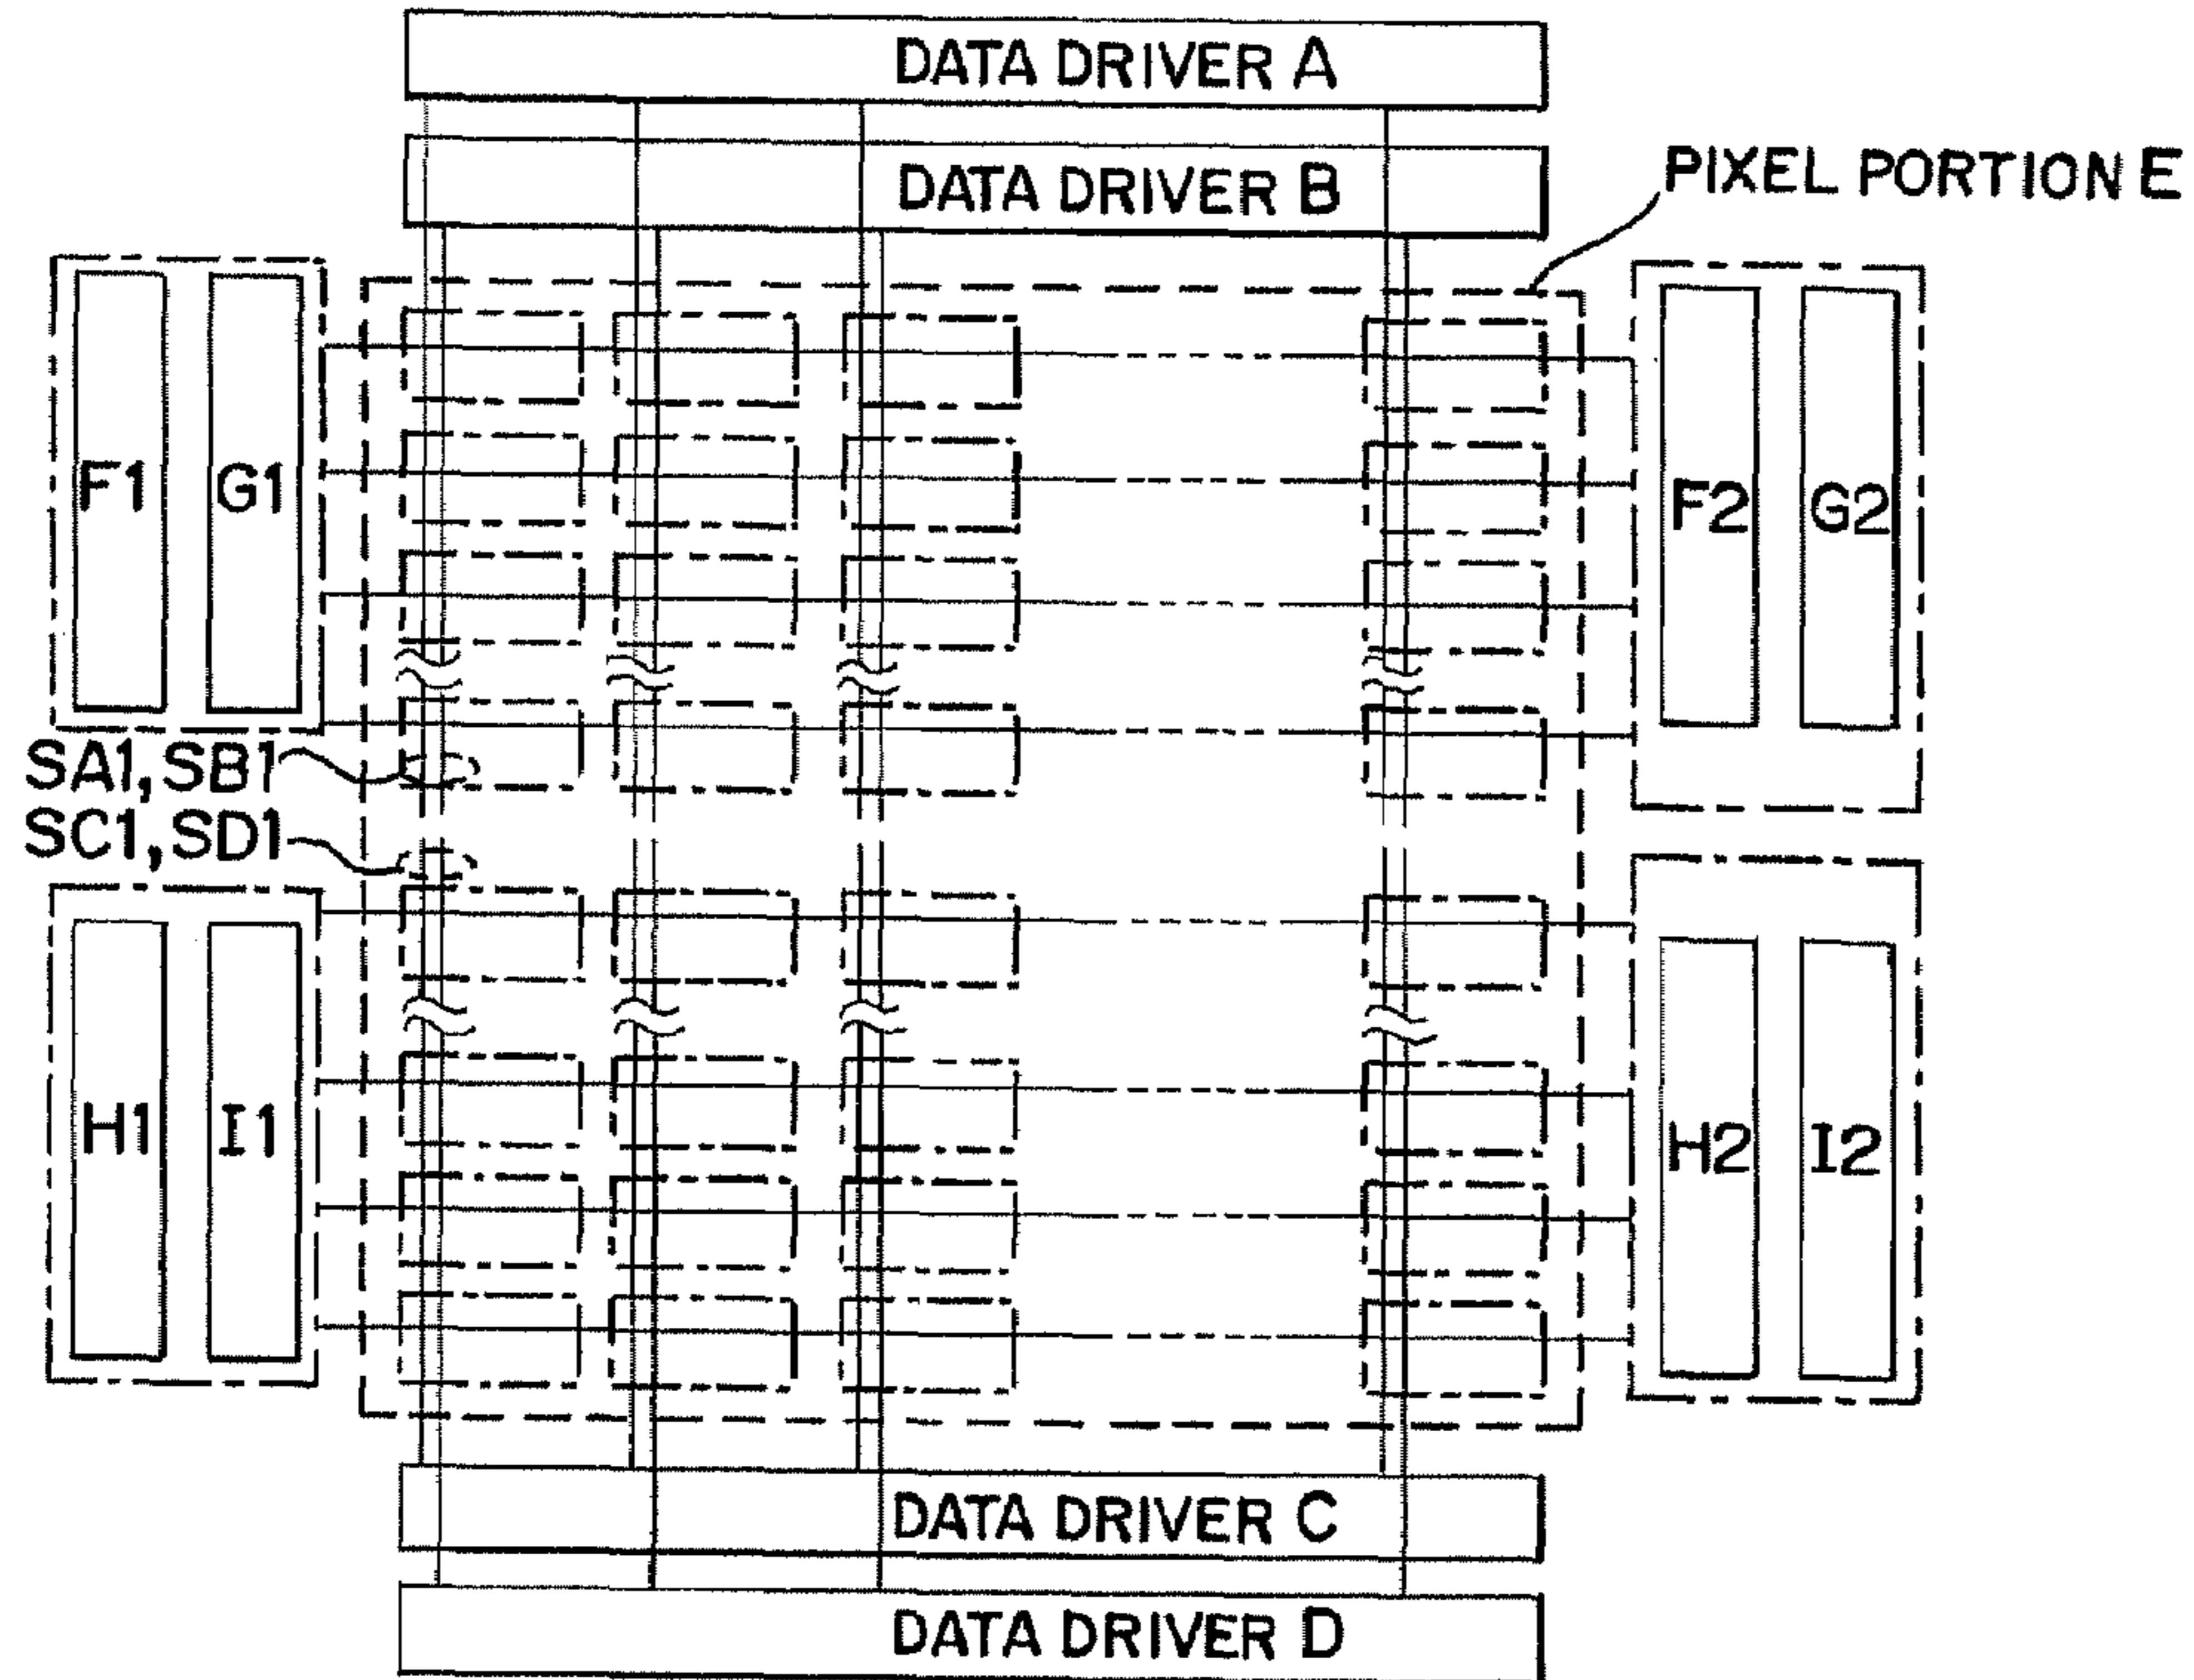 DATA DRIVER A
DATA DRIVER B
PIXEL PORTION E
F1 G1
F2 G2
SA1, SB1
SC1, SD1
H1 I1
H2 I2
DATA DRIVER C
DATA DRIVER D